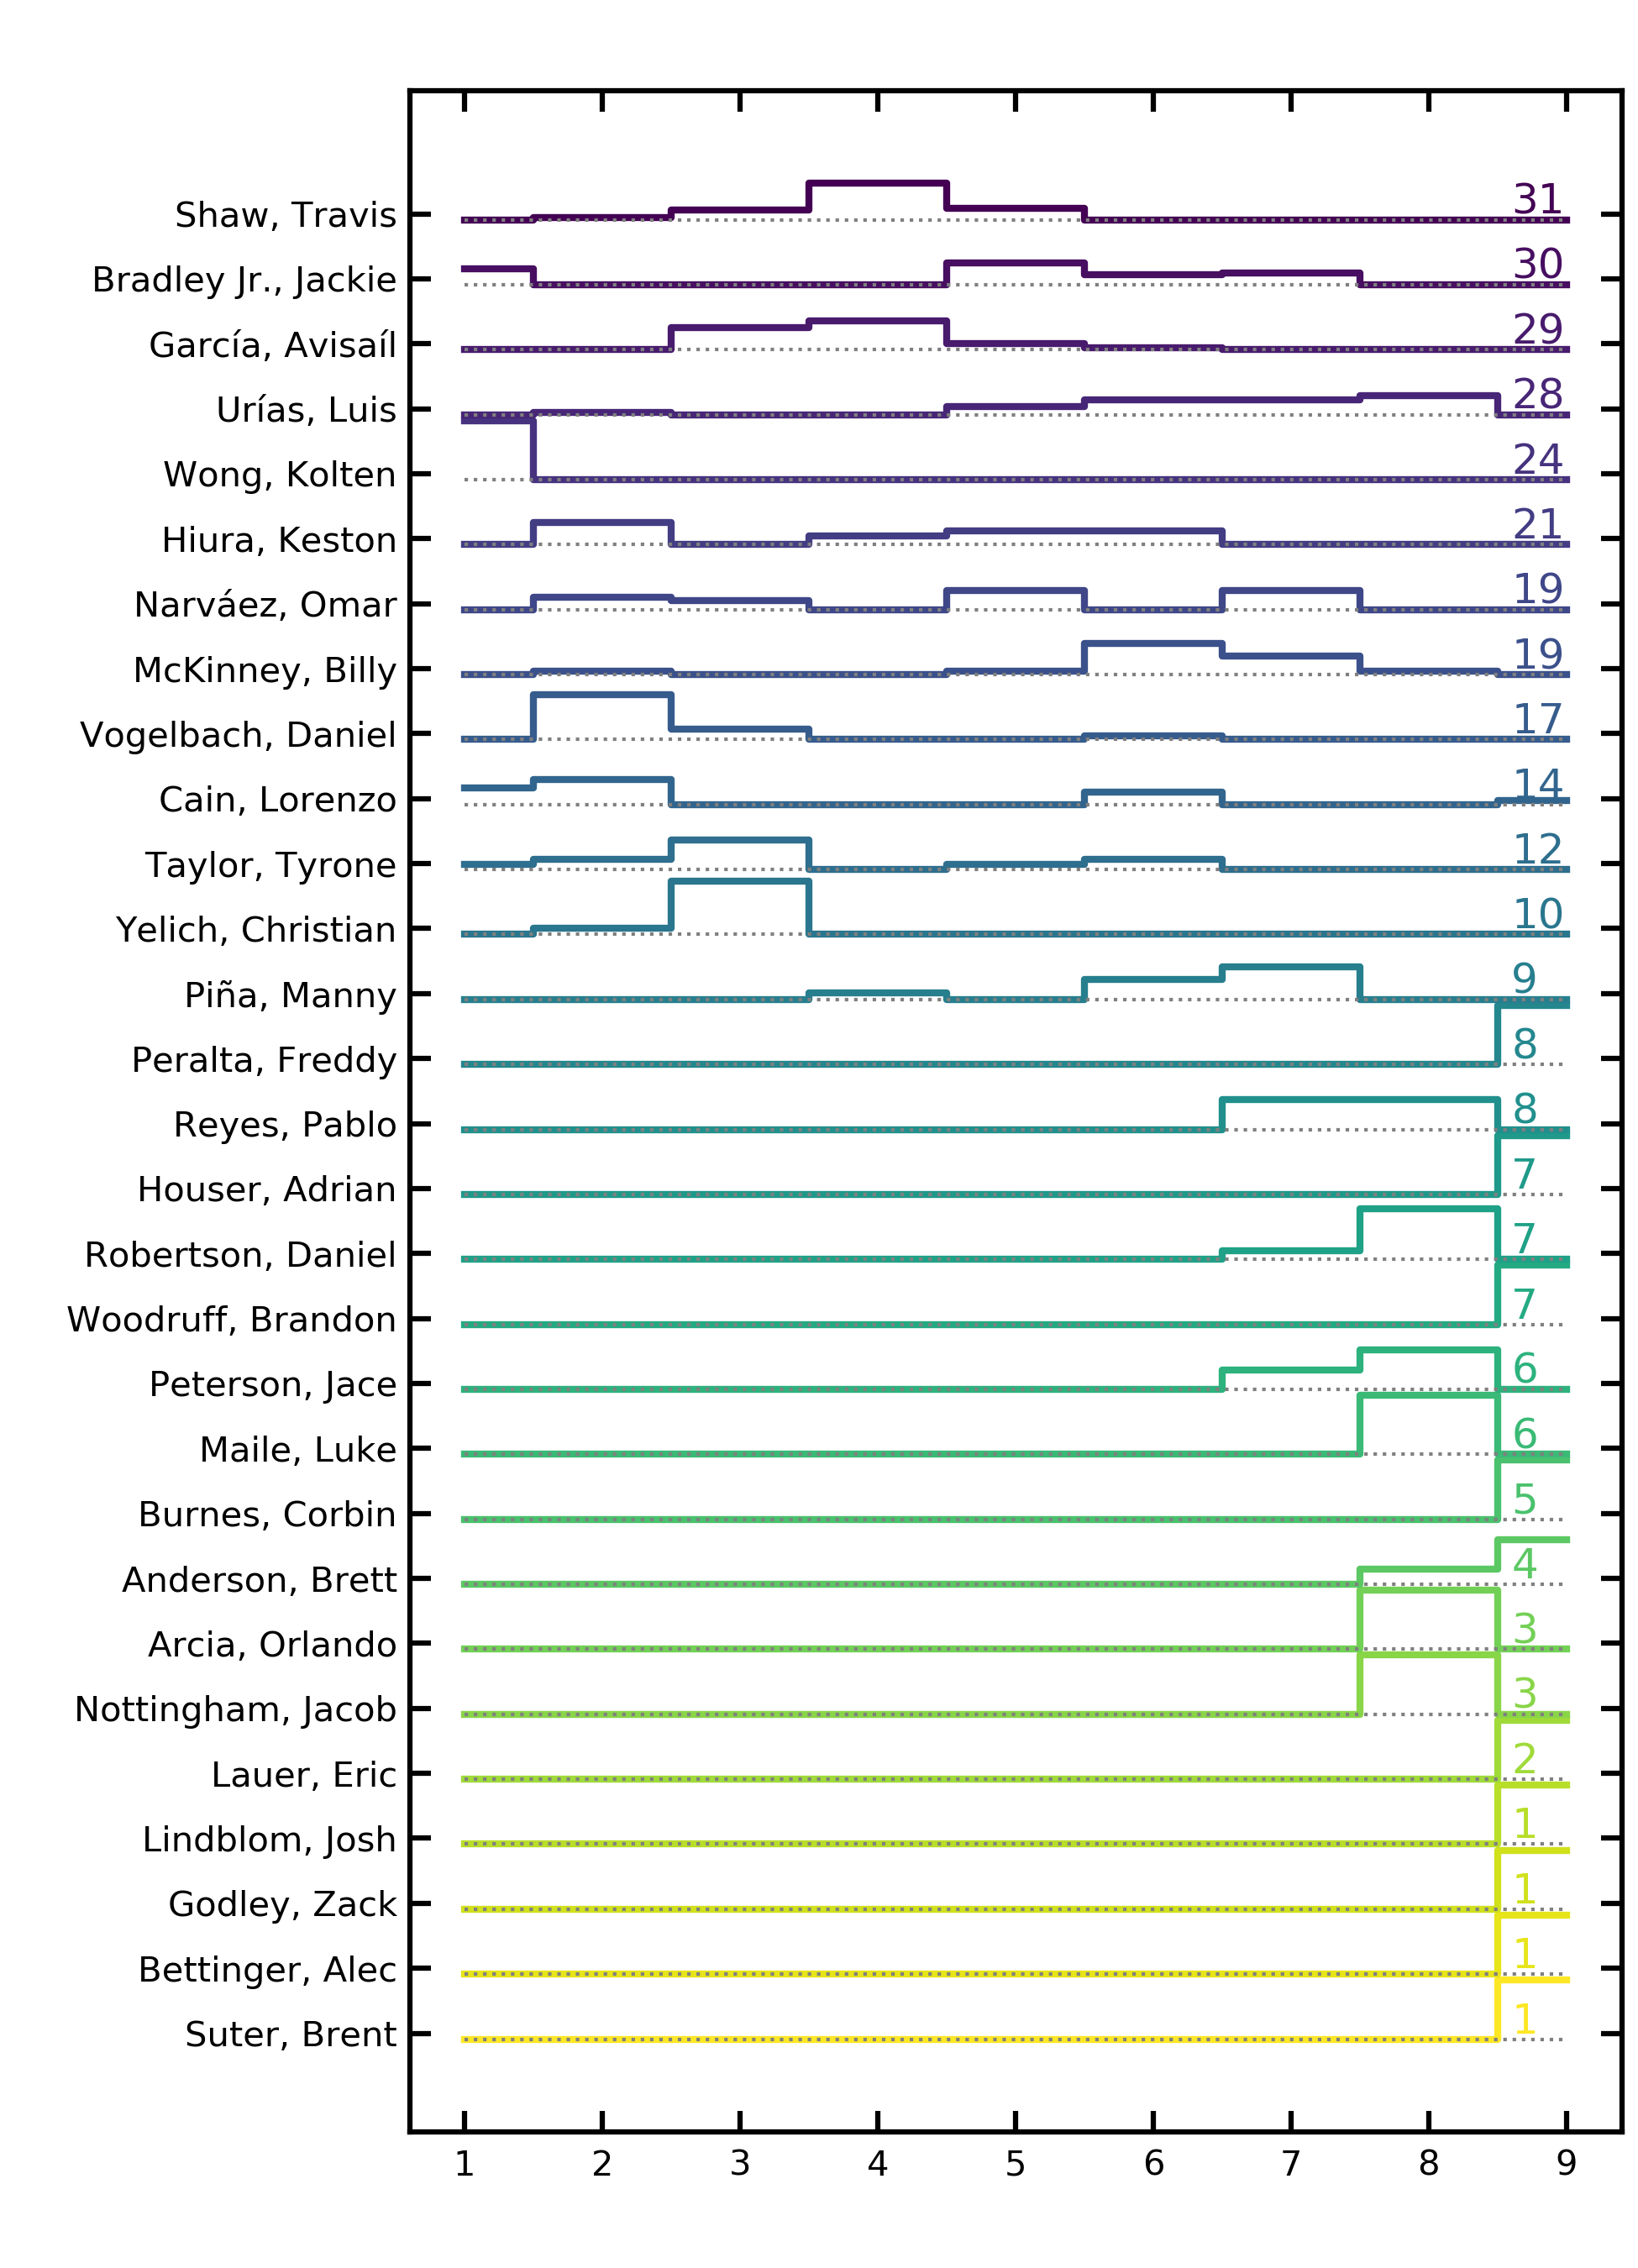 Shaw, Travis 31
Bradley Jr., Jackie 30
García, Avisaíl 29
Urías, Luis 28
Wong, Kolten 24
Hiura, Keston 21
Narváez, Omar 19
McKinney, Billy 19
Vogelbach, Daniel 17
Cain, Lorenzo 14
Taylor, Tyrone 12
Yelich, Christian 10
Piña, Manny 9
Peralta, Freddy 8
Reyes, Pablo 8
Houser, Adrian 7
Robertson, Daniel 7
Woodruff, Brandon 7
Peterson, Jace 6
Maile, Luke 6
Burnes, Corbin 5
Anderson, Brett 4
Arcia, Orlando 3
Nottingham, Jacob 3
Lauer, Eric 2
Lindblom, Josh 1
Godley, Zack 1
Bettinger, Alec 1
Suter, Brent 1
1 2 3 4 5 6 7 8 9